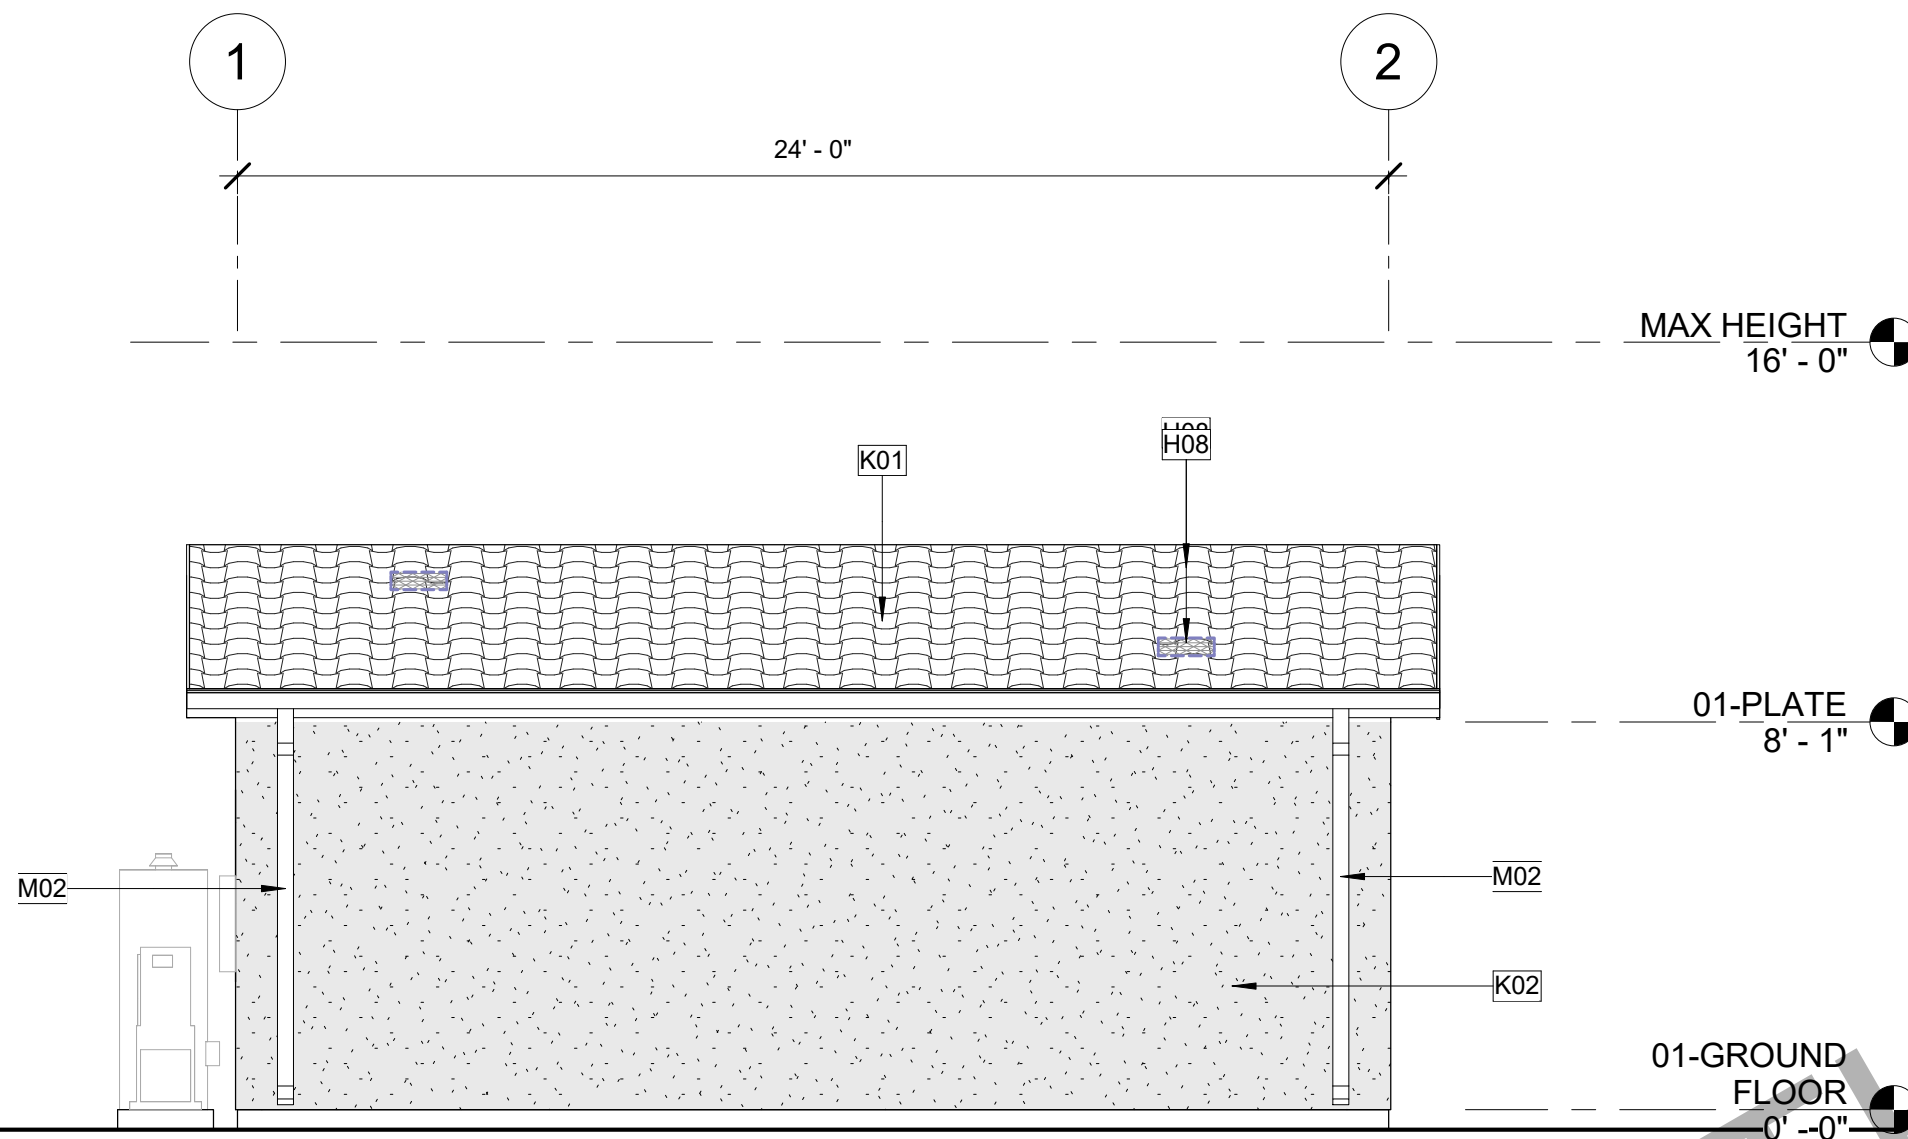 1
2
24' - 0"
MAX HEIGHT
16' - 0"
H08
H08
K01
01-PLATE
8' - 1"
M02
M02
K02
01-GROUND
FLOOR
0' - 0"